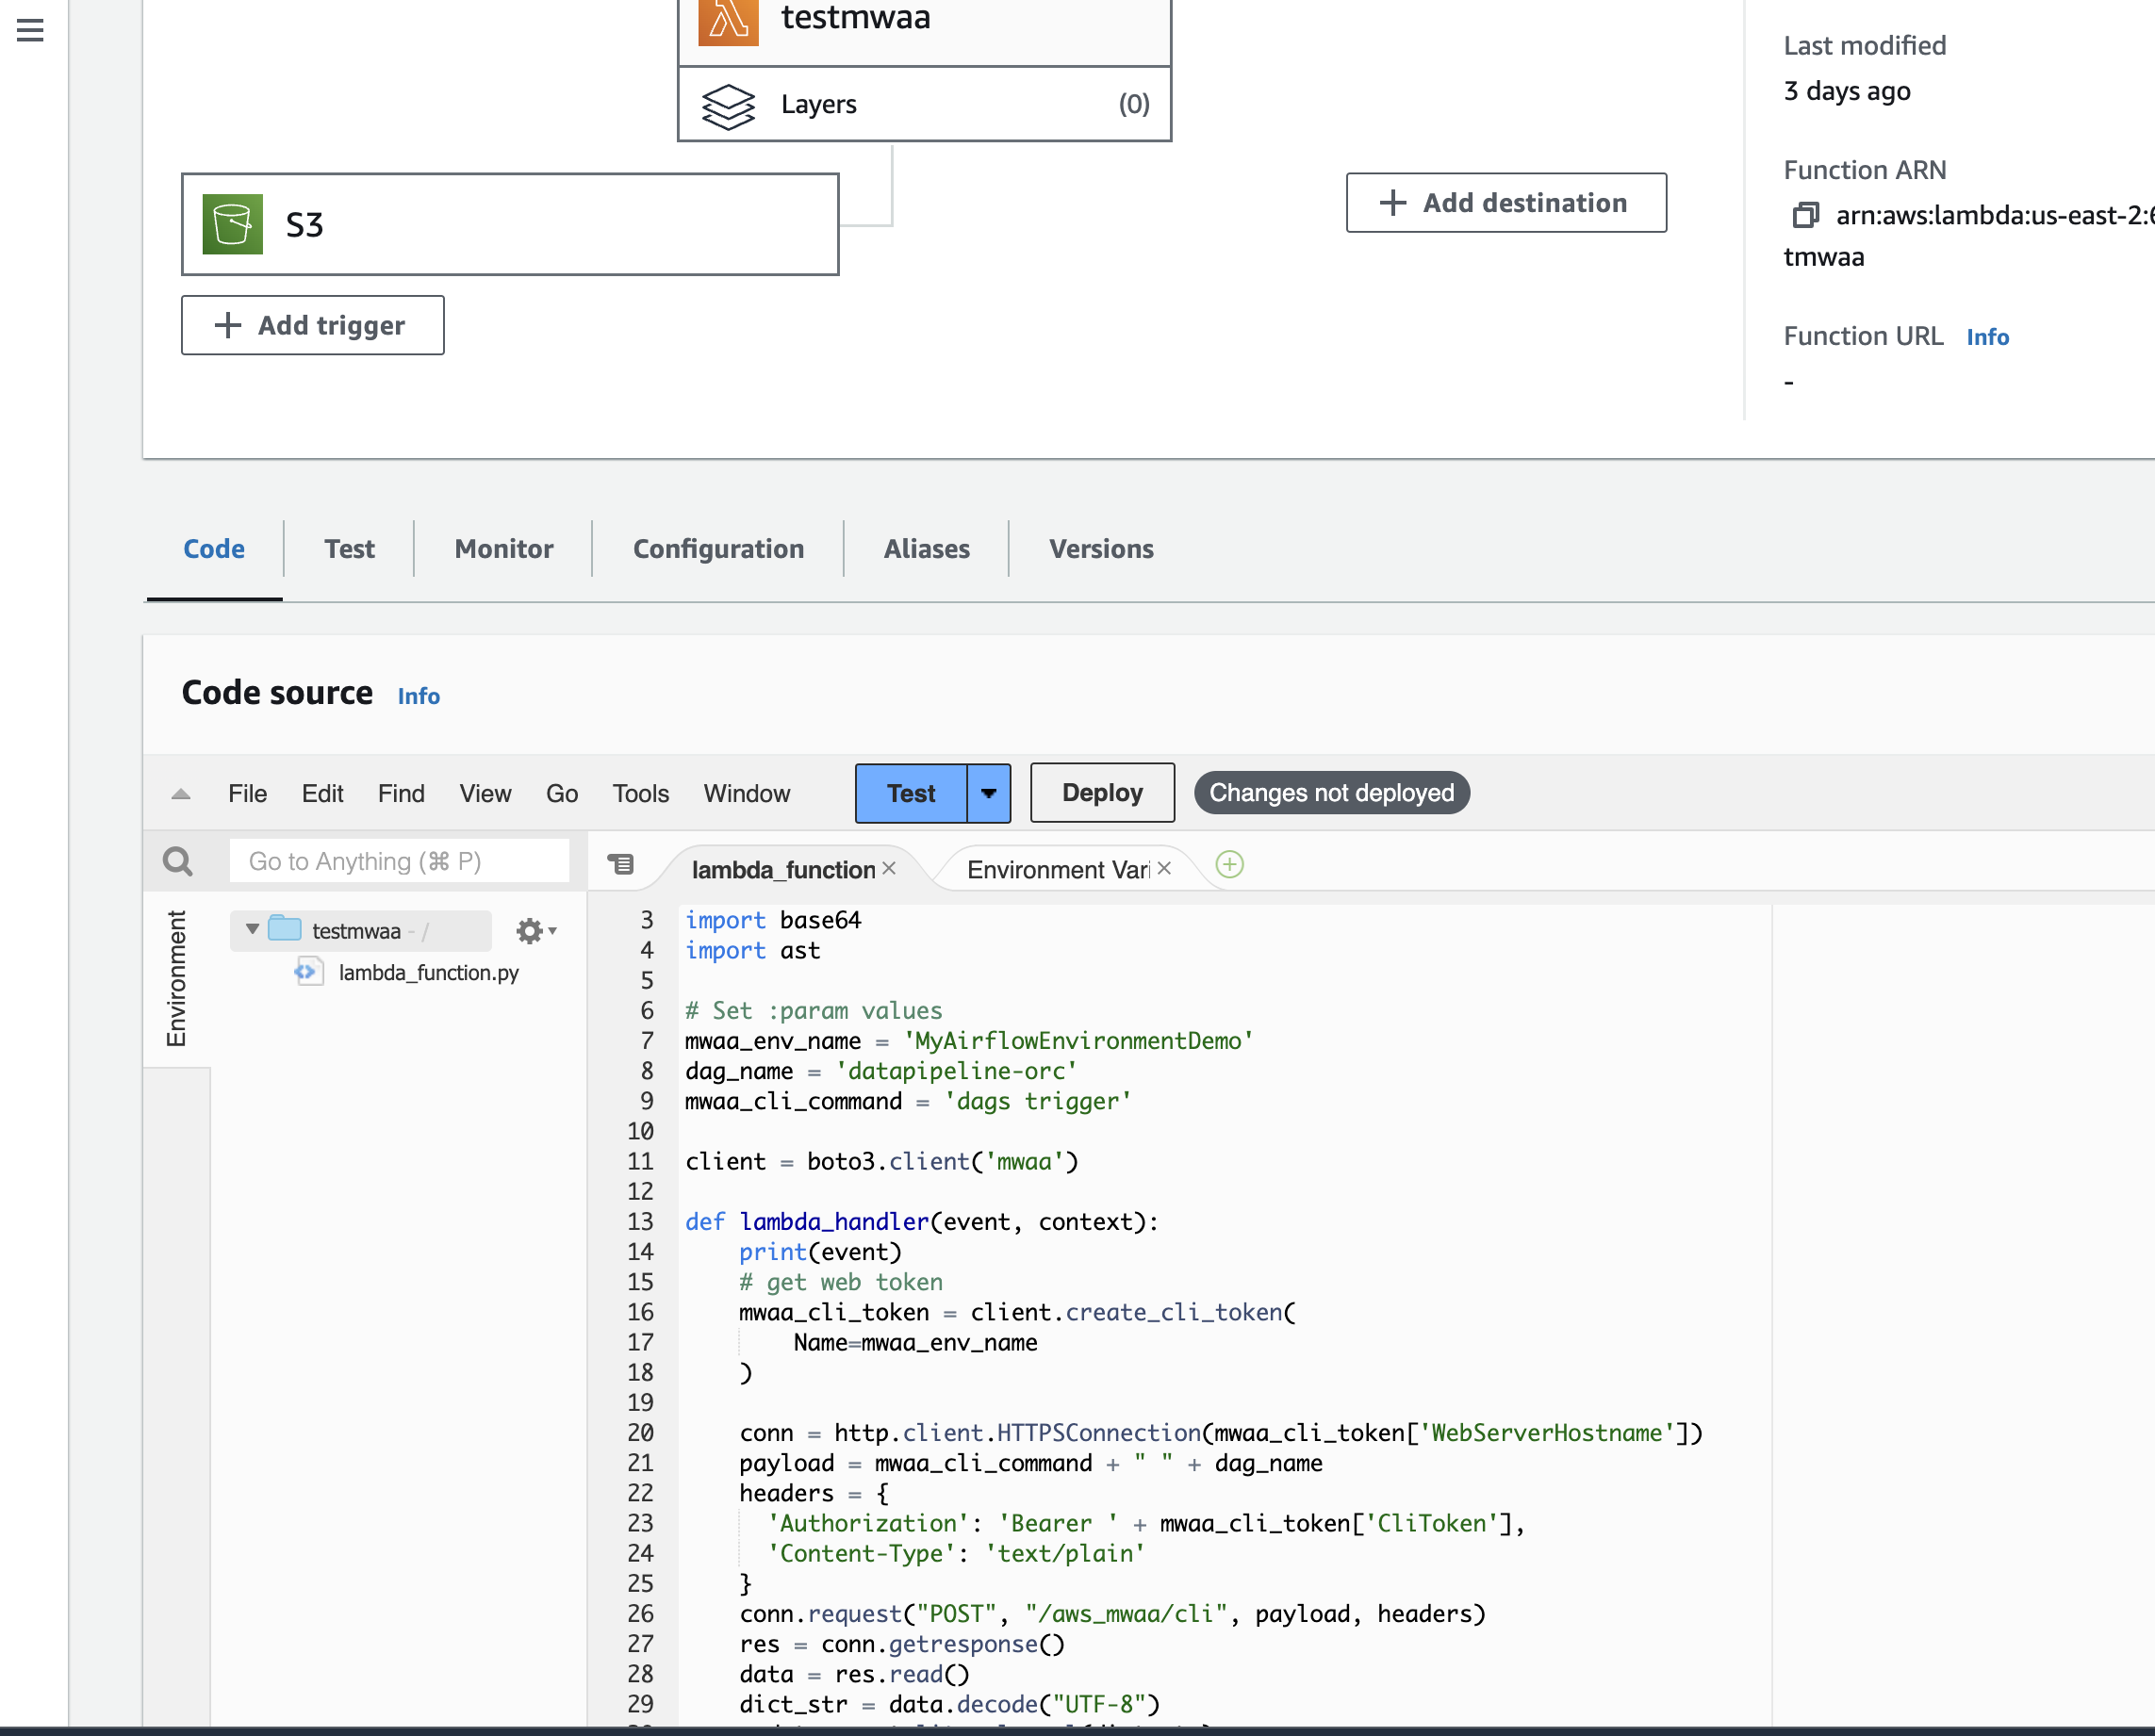 testmwaa
Layers (0)
S3
+ Add destination
+ Add trigger
Last modified
3 days ago
Function ARN
arn:aws:lambda:us-east-2:6
tmwaa
Function URL Info
-
Code Test Monitor Configuration Aliases Versions
Code source Info
File Edit Find View Go Tools Window Test Deploy Changes not deployed
Go to Anything (⌘ P)
lambda_function × Environment Vari ×
Environment
testmwaa - /
lambda_function.py
3 import base64
4 import ast
5
6 # Set :param values
7 mwaa_env_name = 'MyAirflowEnvironmentDemo'
8 dag_name = 'datapipeline-orc'
9 mwaa_cli_command = 'dags trigger'
10
11 client = boto3.client('mwaa')
12
13 def lambda_handler(event, context):
14     print(event)
15     # get web token
16     mwaa_cli_token = client.create_cli_token(
17         Name=mwaa_env_name
18     )
19
20     conn = http.client.HTTPSConnection(mwaa_cli_token['WebServerHostname'])
21     payload = mwaa_cli_command + " " + dag_name
22     headers = {
23       'Authorization': 'Bearer ' + mwaa_cli_token['CliToken'],
24       'Content-Type': 'text/plain'
25     }
26     conn.request("POST", "/aws_mwaa/cli", payload, headers)
27     res = conn.getresponse()
28     data = res.read()
29     dict_str = data.decode("UTF-8")